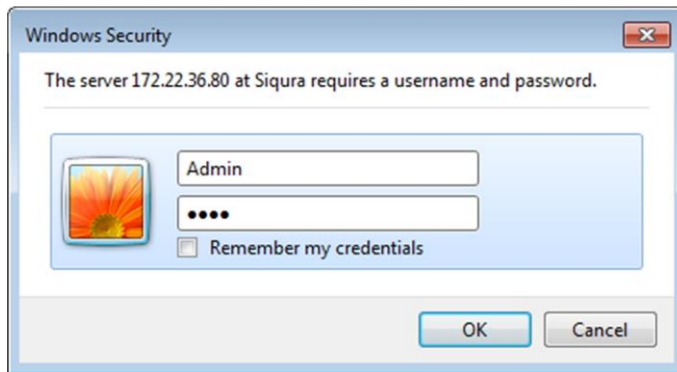 Windows Security
The server 172.22.36.80 at Siqura requires a username and password.
Admin
••••
Remember my credentials
OK
Cancel